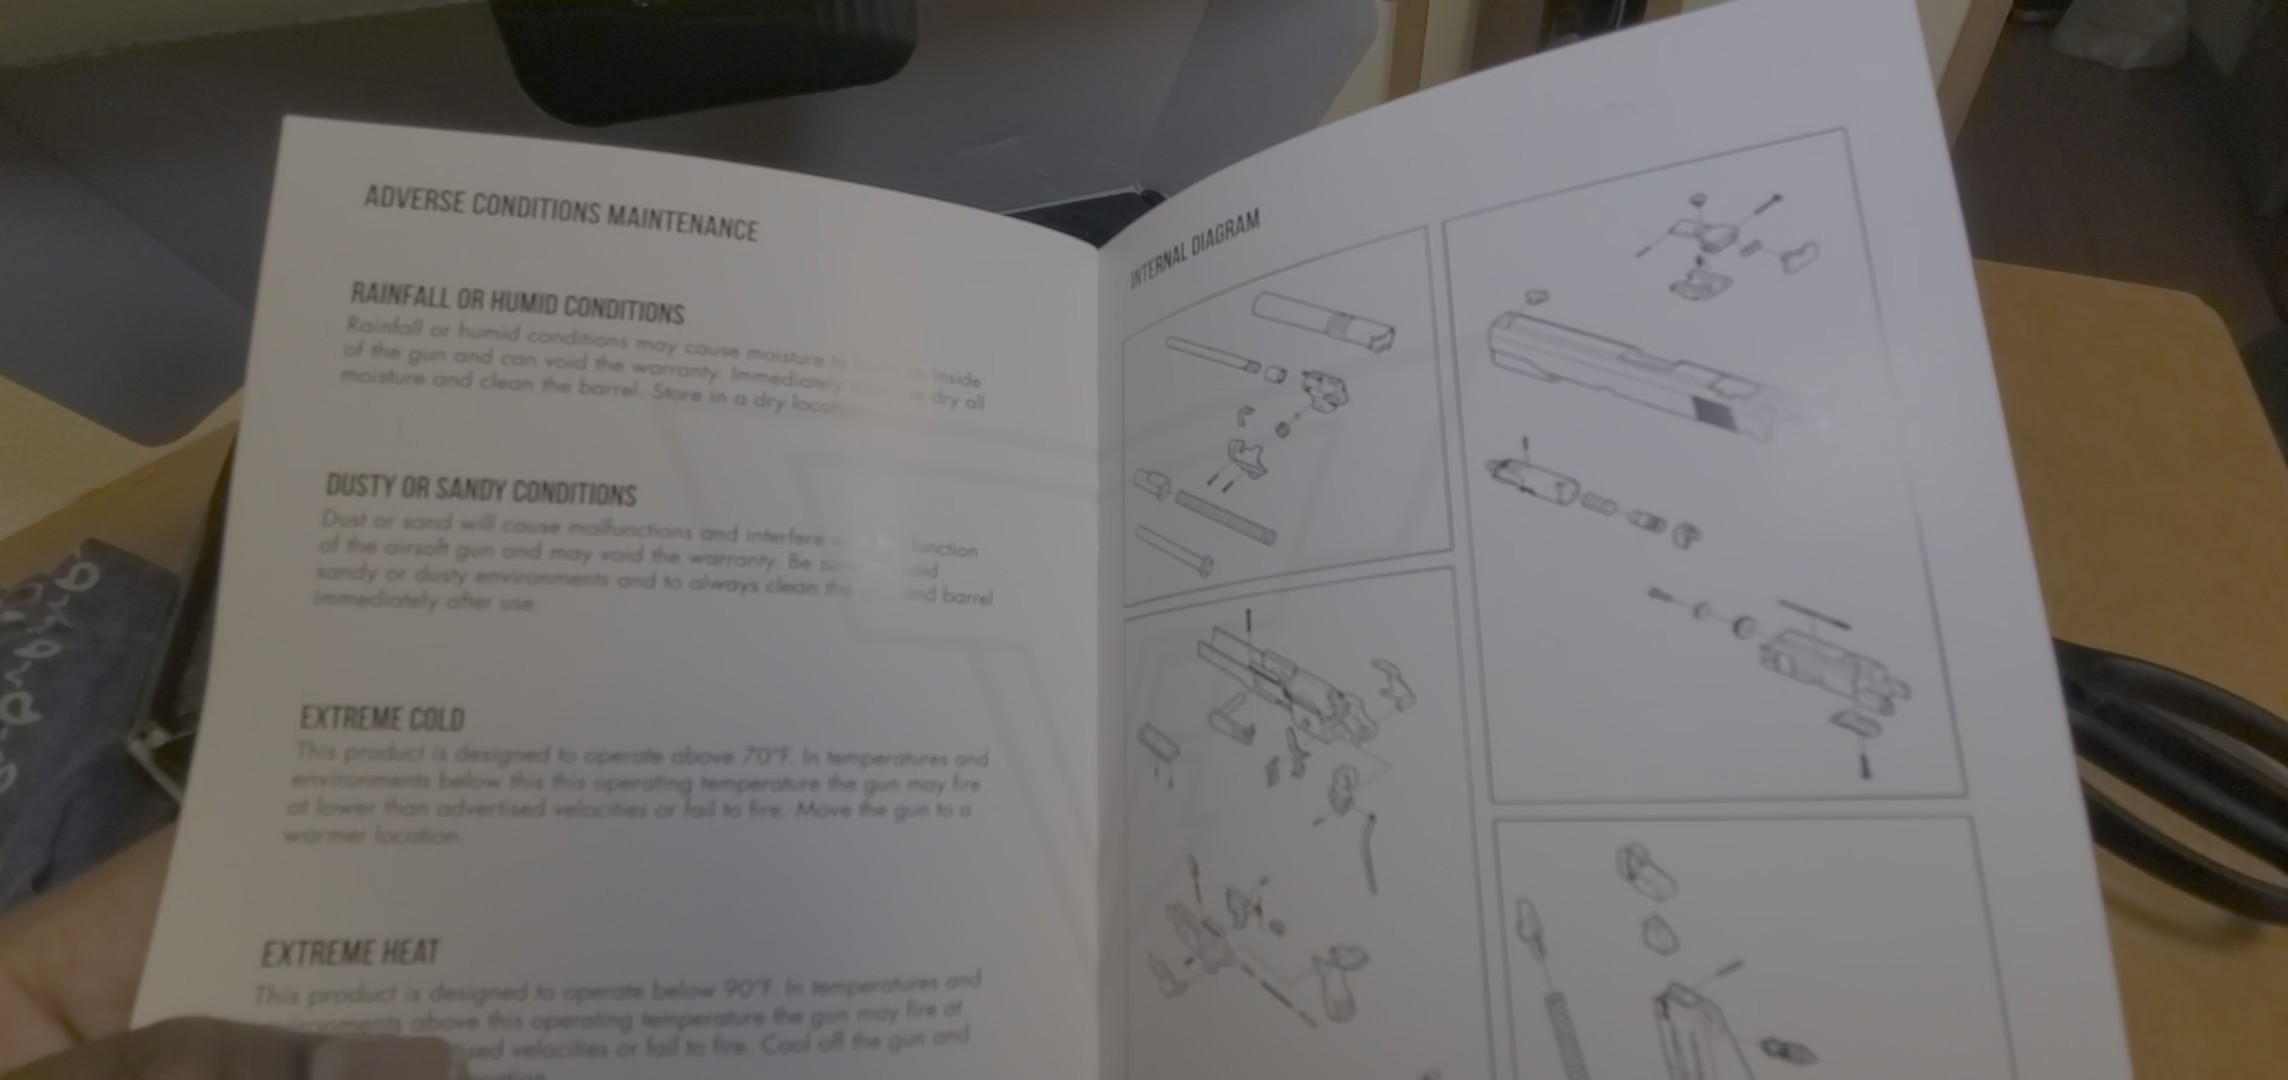 ADVERSE CONDITIONS MAINTENANCE
RAINFALL OR HUMID CONDITIONS
Rainfall or humid conditions may cause moisture to inside
of the gun and can void the warranty. Immediately dry all
moisture and clean the barrel. Store in a dry
DUSTY OR SANDY CONDITIONS
Dust or sand will cause malfunctions and interfere
of the airsoft gun and may void the warranty. Be
sandy or dusty environments and to always clean the and barrel
immediately after use.
EXTREME COLD
This product is designed to operate above 70°F. In temperatures and
environments below this this operating temperature the gun may fire
at lower than advertised velocities or fail to fire. Move the gun to a
warmer location.
EXTREME HEAT
This product is designed to operate below 90°F. In temperatures and
above this operating temperature the gun may fire at
velocities or fail to fire. Cool off the gun and
INTERNAL DIAGRAM